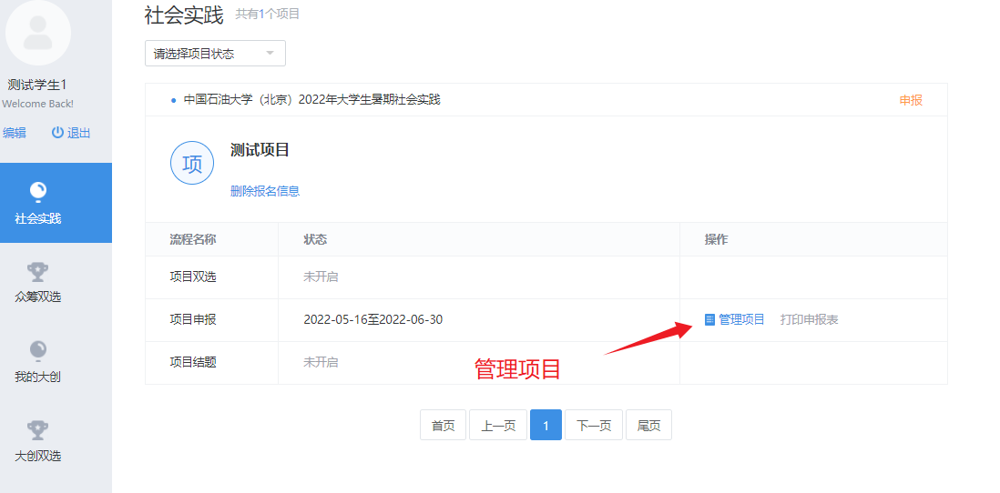 社会实践 共有1个项目
请选择项目状态
测试学生1
Welcome Back!
编辑 退出
社会实践
众筹双选
我的大创
大创双选
中国石油大学（北京）2022年大学生暑期社会实践 申报
项 测试项目
删除报名信息
流程名称 状态 操作
项目双选 未开启
项目申报 2022-05-16至2022-06-30 管理项目 打印申报表
项目结题 未开启
管理项目
首页 上一页 1 下一页 尾页